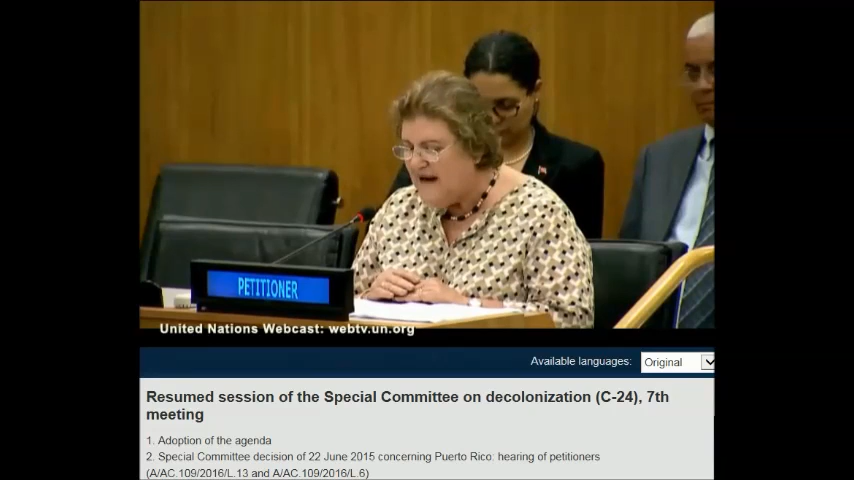 PETITIONER
United Nations Webcast: webtv.un.org
Available languages: Original
Resumed session of the Special Committee on decolonization (C-24), 7th
meeting
1. Adoption of the agenda
2. Special Committee decision of 22 June 2015 concerning Puerto Rico: hearing of petitioners
(A/AC.109/2016/L.13 and A/AC.109/2016/L.6)